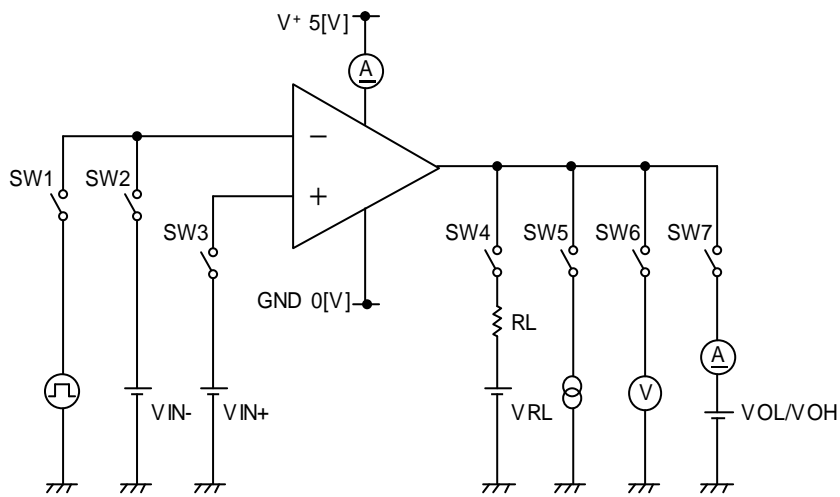 V+ 5[V]
A
−
+
SW1
SW2
SW3
SW4
SW5
SW6
SW7
GND 0[V]
RL
A
VIN-
VIN+
VRL
V
VOL/VOH